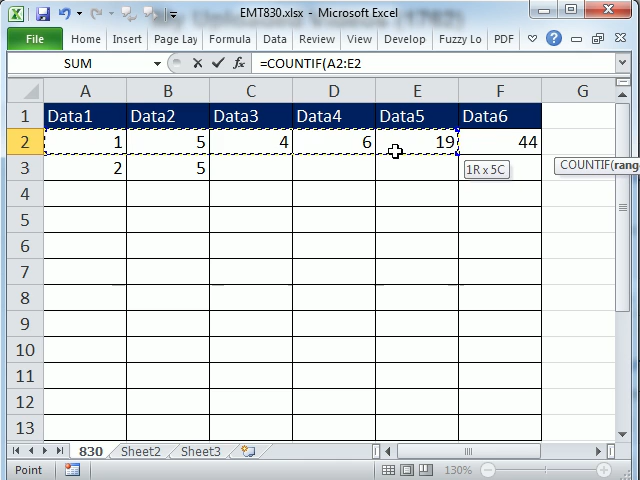 EMT830.xlsx - Microsoft Excel
File Home Insert Page Lay Formula Data Review View Develop Fuzzy Lo PDF
SUM =COUNTIF(A2:E2
A B C D E F G
1 Data1 Data2 Data3 Data4 Data5 Data6
2 1 5 4 6 19 44
3 2 5
1R x 5C
COUNTIF(rang
4
5
6
7
8
9
10
11
12
13
830 Sheet2 Sheet3
Point 130%